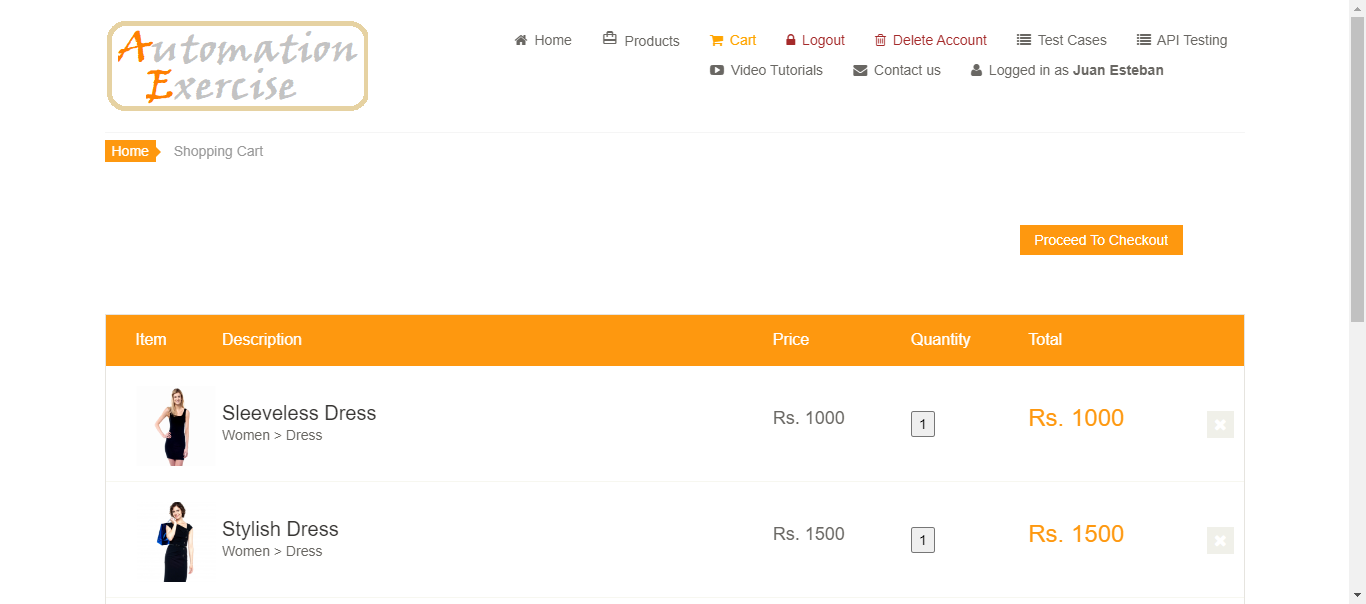 Automation
Exercise
Home Products Cart Logout Delete Account Test Cases API Testing
Video Tutorials Contact us Logged in as Juan Esteban
Home Shopping Cart
Proceed To Checkout
Item Description Price Quantity Total
Sleeveless Dress
Women > Dress
Rs. 1000 1 Rs. 1000
Stylish Dress
Women > Dress
Rs. 1500 1 Rs. 1500